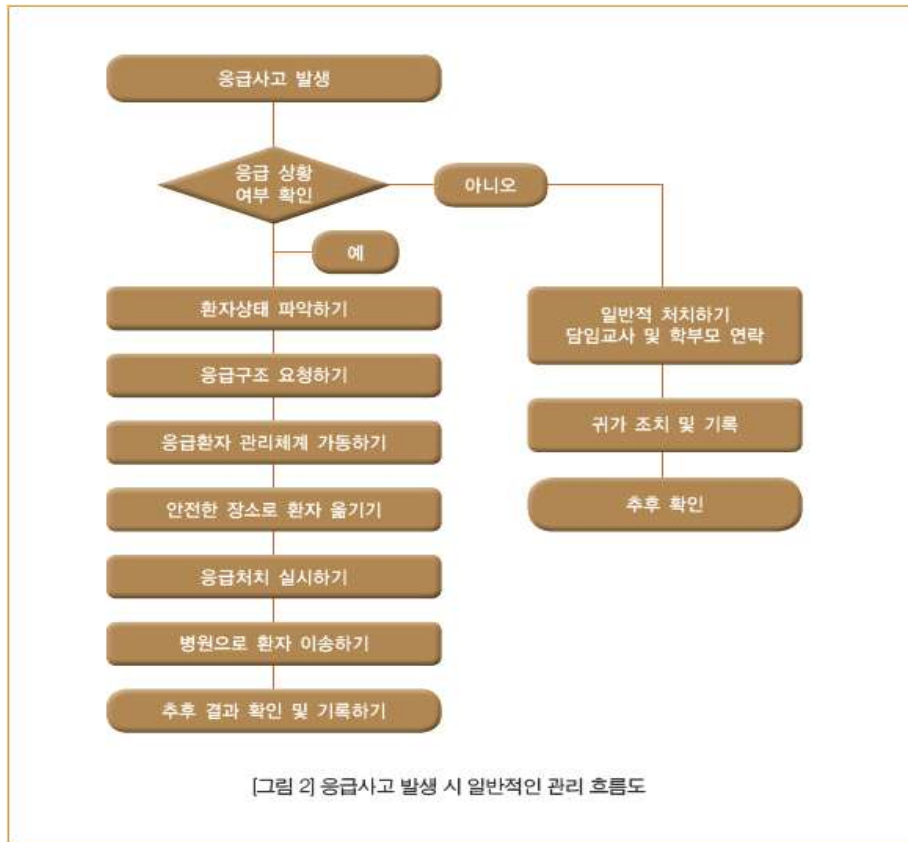 응급사고 발생
응급 상황
여부 확인
아니오
예
환자상태 파악하기
응급구조 요청하기
응급환자 관리체계 가동하기
안전한 장소로 환자 옮기기
응급처치 실시하기
병원으로 환자 이송하기
추후 결과 확인 및 기록하기
일반적 처치하기
담임교사 및 학부모 연락
귀가 조치 및 기록
추후 확인
[그림 2] 응급사고 발생 시 일반적인 관리 흐름도